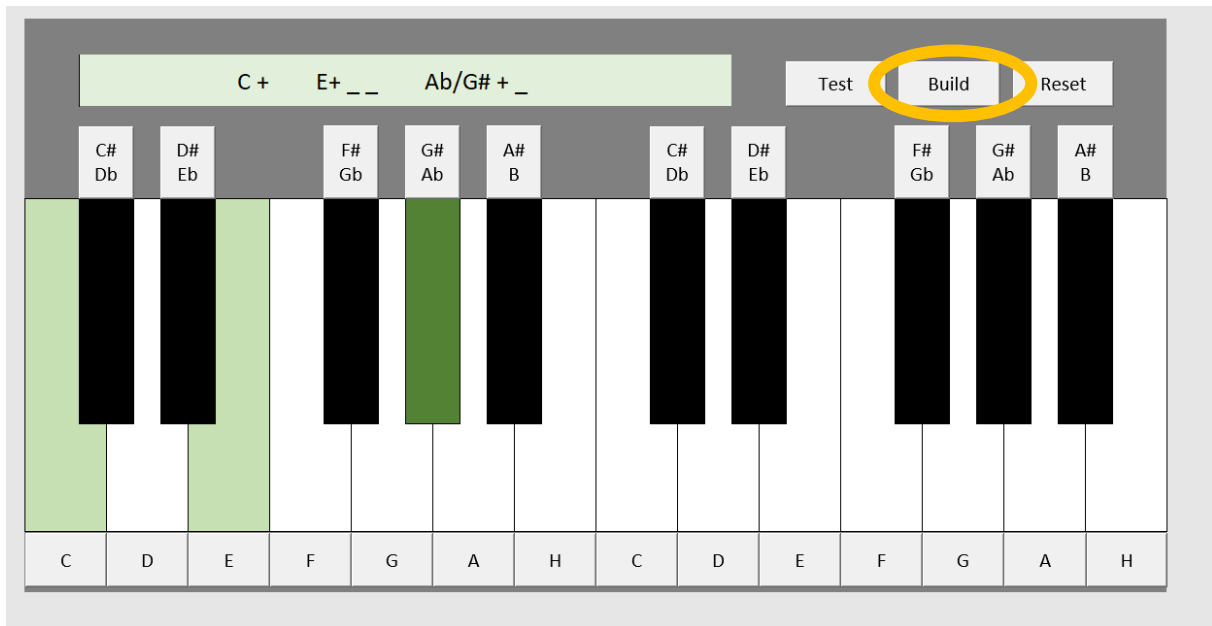 C + E+ _ _ Ab/G# + _
Test Build Reset
C# D# F# G# A# C# D# F# G# A#
Db Eb Gb Ab B Db Eb Gb Ab B
C D E F G A H C D E F G A H